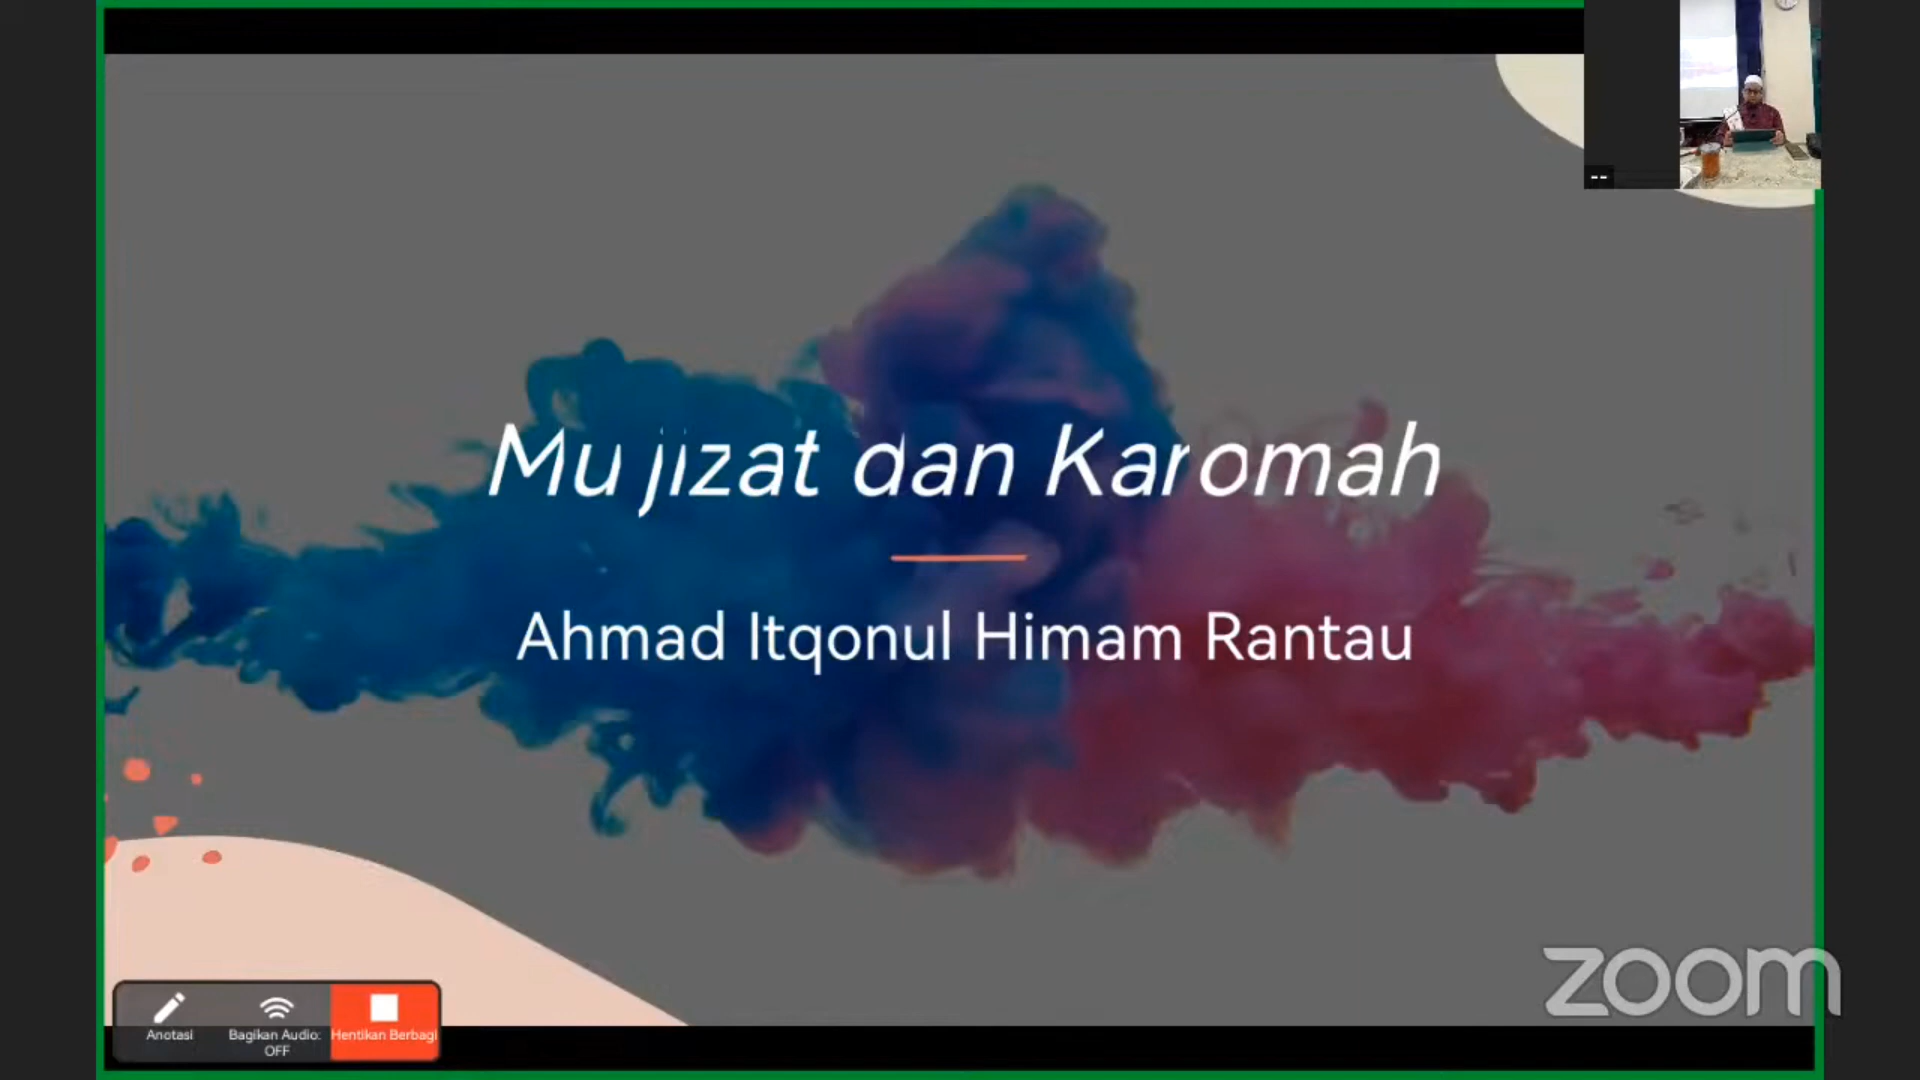 Mu jizat dan Karomah
Ahmad Itqonul Himam Rantau
--
Anotasi
Bagikan Audio:
OFF
Hentikan Berbagi
zoom